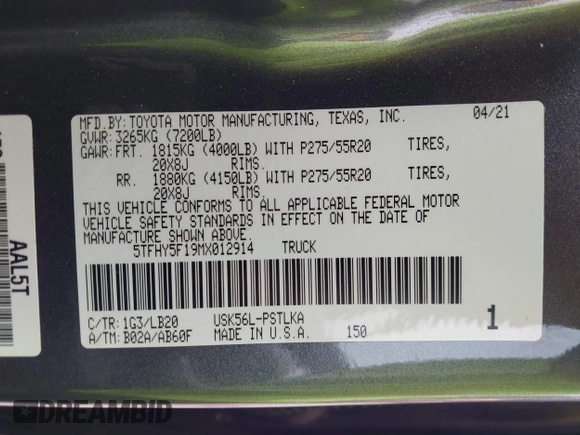 MFD.BY:TOYOTA MOTOR MANUFACTURING, TEXAS, INC. 04/21
GVWR: 3265KG (7200LB)
GAWR:FRT. 1815KG (4000LB) WITH P275/55R20 TIRES,
20X8J RIMS.
RR. 1880KG (4150LB) WITH P275/55R20 TIRES,
20X8J RIMS.
THIS VEHICLE CONFORMS TO ALL APPLICABLE FEDERAL MOTOR
VEHICLE SAFETY STANDARDS IN EFFECT ON THE DATE OF
MANUFACTURE SHOWN ABOVE.
5TFHY5F19MX012914 TRUCK
C/TR:1G3/LB20 USK56L-PSTLKA
A/TM:B02A/AB60F MADE IN U.S.A. 150
1
AAL5T
DREAMBID